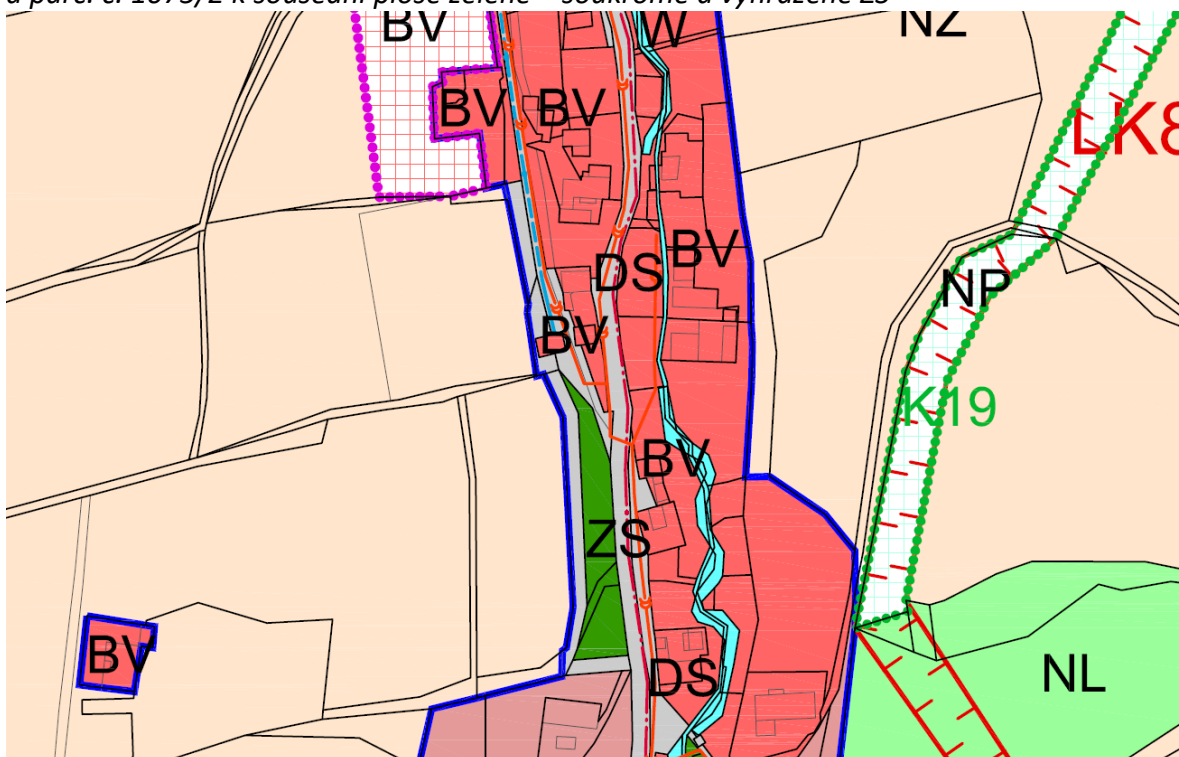 a parc. č. 1675/2 k sousední ploše zeleně – soukromé a vyhrazené ZS
BV
W
NZ
BV
BV
LK8
BV
DS
NP
BV
K19
BV
ZS
BV
DS
NL